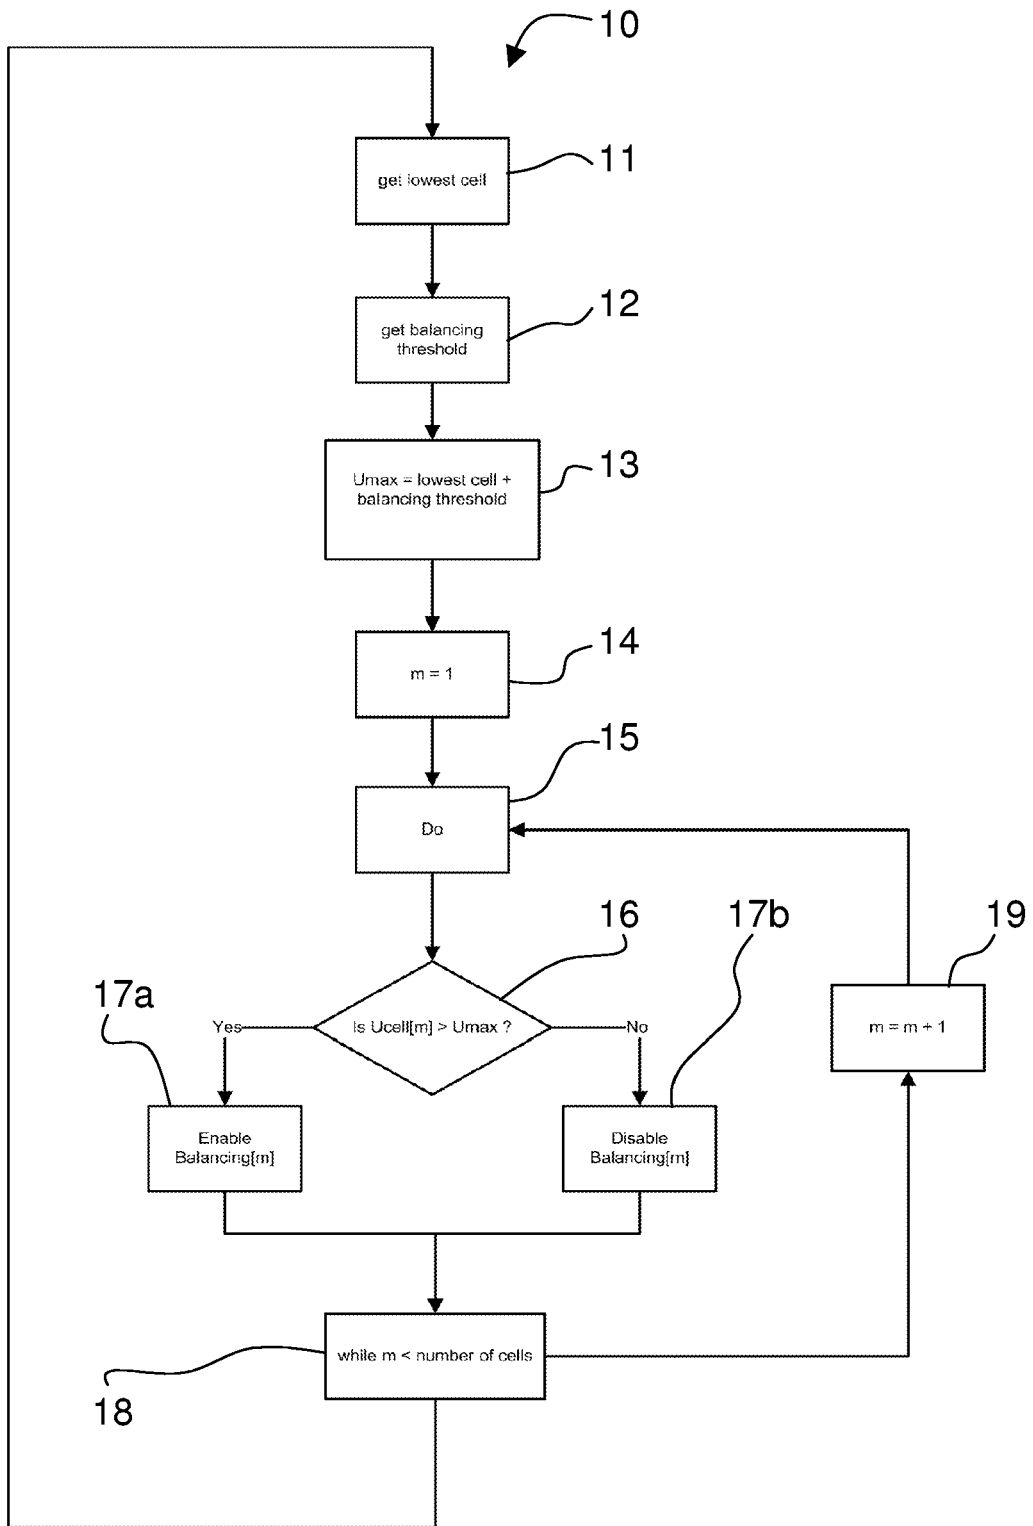 10
11
get lowest cell
12
get balancing
threshold
13
Umax = lowest cell +
balancing threshold
14
m = 1
15
Do
16
17b
19
17a
Yes
Is Ucell[m] > Umax ?
No
m = m + 1
Enable
Balancing[m]
Disable
Balancing[m]
while m < number of cells
18